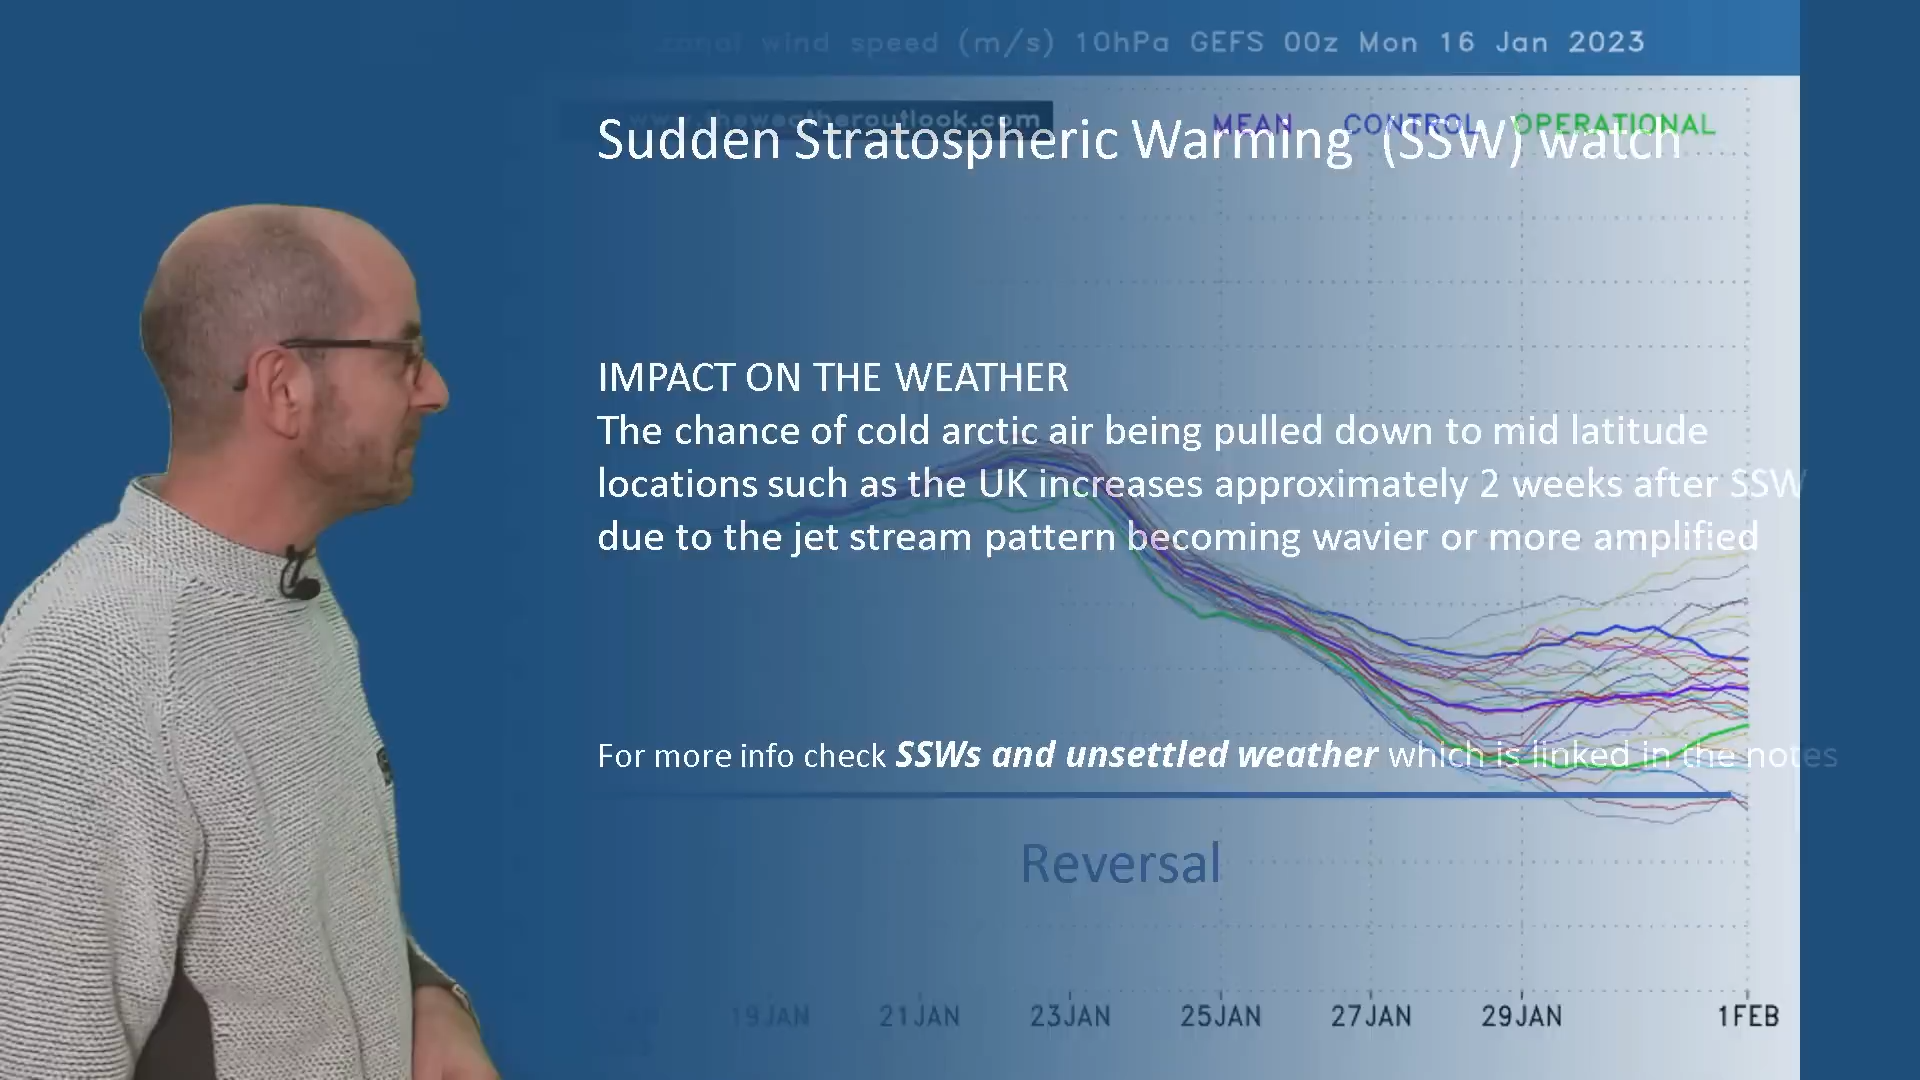 zonal wind speed (m/s) 10hPa GEFS 00z Mon 16 Jan 2023
www.theweatheroutlook.com
MEAN CONTROL OPERATIONAL
Sudden Stratospheric Warming (SSW) watch
IMPACT ON THE WEATHER
The chance of cold arctic air being pulled down to mid latitude
locations such as the UK increases approximately 2 weeks after SSW
due to the jet stream pattern becoming wavier or more amplified
For more info check SSWs and unsettled weather which is linked in the notes
Reversal
19JAN 21JAN 23JAN 25JAN 27JAN 29JAN 1FEB